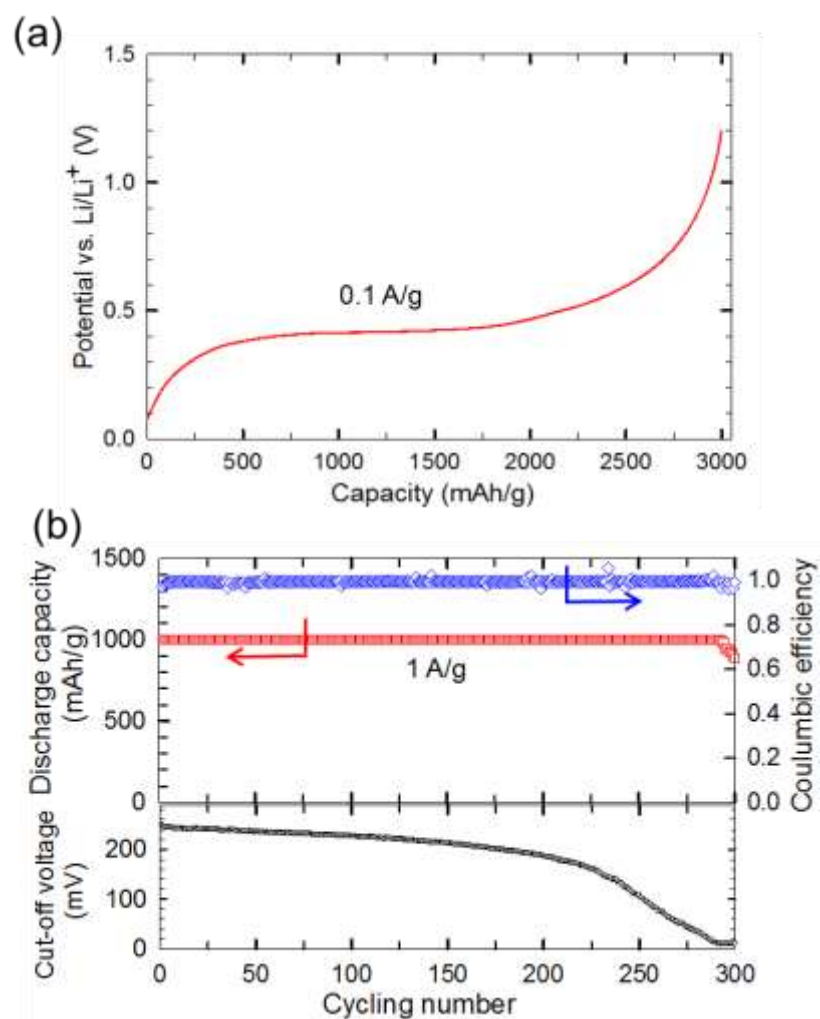 (a)
1.5
1.0
0.5
0.0
Potential vs. Li/Li⁺ (V)
0.1 A/g
0 500 1000 1500 2000 2500 3000
Capacity (mAh/g)
(b)
1500
1000
500
0
Discharge capacity
(mAh/g)
1 A/g
1.0
0.8
0.6
0.4
0.2
0.0
Coulumbic efficiency
200
100
0
Cut-off voltage
(mV)
0 50 100 150 200 250 300
Cycling number